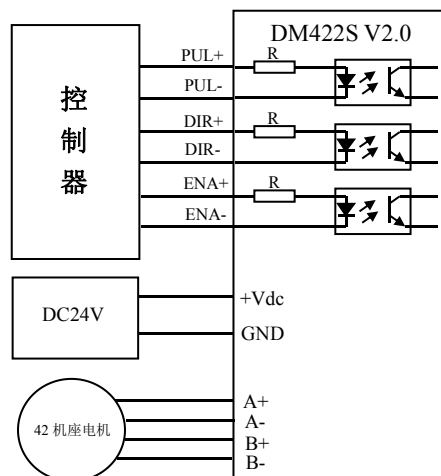 DM422S V2.0
控
制
器
PUL+
R
PUL-
DIR+
R
DIR-
ENA+
R
ENA-
DC24V
+Vdc
GND
42 机座电机
A+
A-
B+
B-